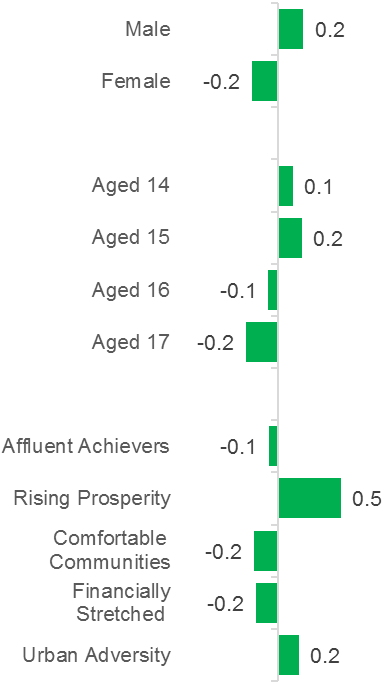 Male 0.2
Female -0.2
Aged 14 0.1
Aged 15 0.2
Aged 16 -0.1
Aged 17 -0.2
Affluent Achievers -0.1
Rising Prosperity 0.5
Comfortable
Communities -0.2
Financially
Stretched -0.2
Urban Adversity 0.2